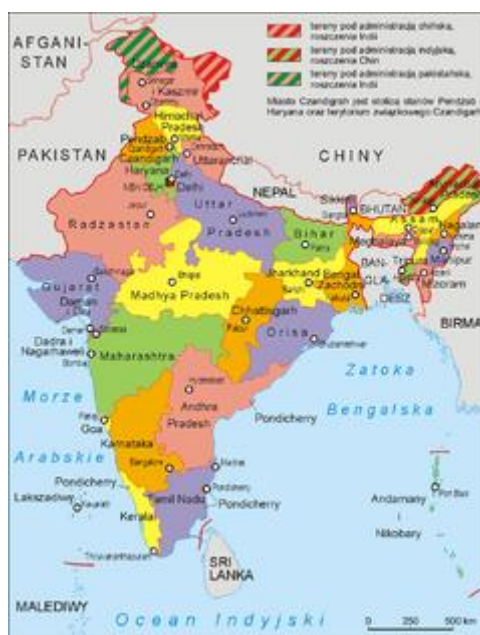 AFGANI-
STAN
tereny pod administracją chińską,
roszczenia Indii
tereny pod administracją indyjską,
roszczenia Chin
tereny pod administracją pakistańską,
roszczenia Indii
Miasto Czandigarh jest stolicą stanów Pendżab i
Haryana oraz terytorium związkowego Czandigarh
i Kaszmir
Himachal
Pradesh
Pendżab
Czandigarh
Uttaranchal
Haryana
PAKISTAN
CHINY
Delhi
NEPAL
BHUTAN
Radżastan
Uttar
Pradesh
Bihar
Assam
Nagaland
Meghalaya
Manipur
Tripura
Mizoram
BAN-
GLA-
DESZ
Jharkhand
Bengal
Zachodni
BIRMA
Gujarat
Madhya Pradesh
Chhattisgarh
Orisa
Daman i
Diu
Dadra i
Nagarhaweli
Maharashtra
Zatoka
Bengalska
Morze
Arabskie
Goa
Andhra
Pradesh
Karnataka
Pondicherry
Bangalore
Pondicherry
Pondicherry
Tamil Nadu
Pondicherry
Lakszadiwy
Kerala
Andamany
i
Nikobary
Port Blair
SRI
LANKA
MALEDIWY
Ocean Indyjski
0 250 500 km